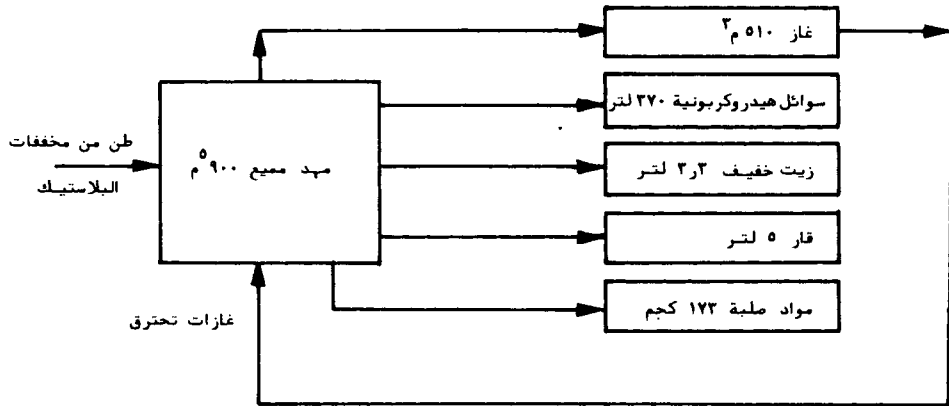 غاز ٥١٠ م٣
سوائل هيدروكربونية ٣٧٠ لتر
طن من مخففات
البلاستيك
مهد مميع ٩٠٠°م
زيت خفيف ٣ر٣ لتر
قار ٥ لتر
مواد صلبة ١٧٣ كجم
غازات تحترق